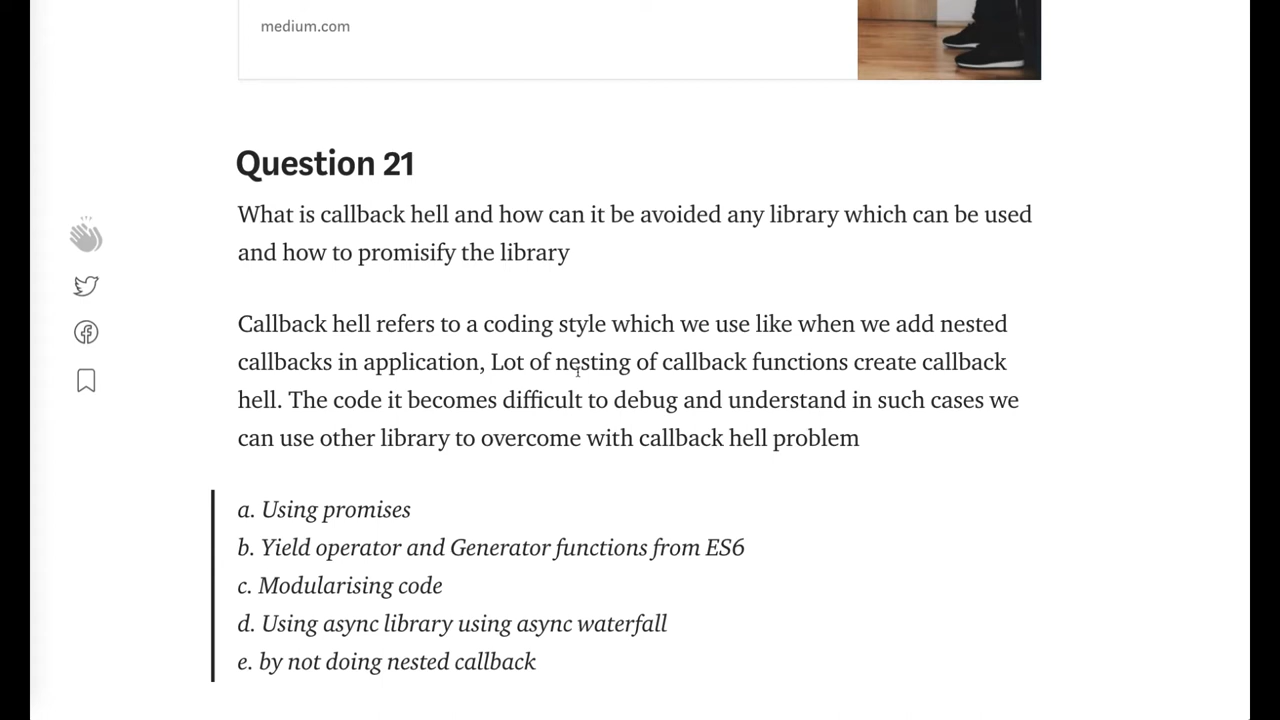 medium.com
Question 21
What is callback hell and how can it be avoided any library which can be used
and how to promisify the library
Callback hell refers to a coding style which we use like when we add nested
callbacks in application, Lot of nesting of callback functions create callback
hell. The code it becomes difficult to debug and understand in such cases we
can use other library to overcome with callback hell problem
a. Using promises
b. Yield operator and Generator functions from ES6
c. Modularising code
d. Using async library using async waterfall
e. by not doing nested callback